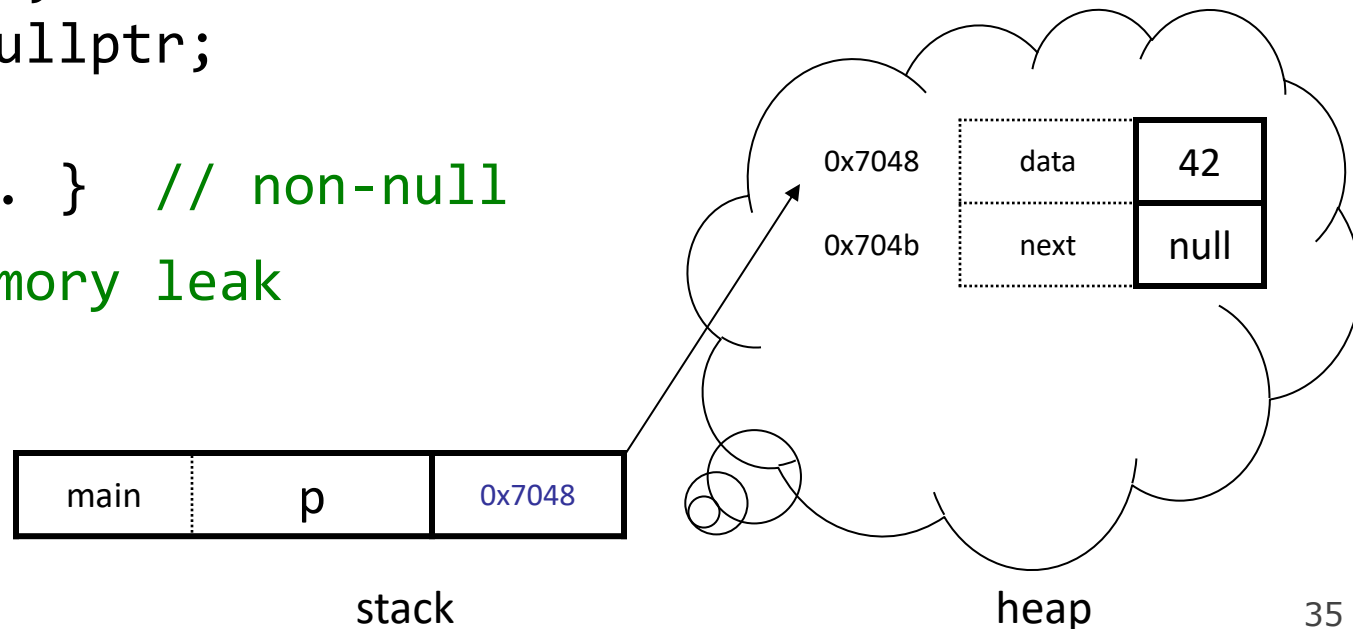 ullptr;
. } // non-null
mory leak
0x7048 data 42
0x704b next null
main p 0x7048
stack heap 35